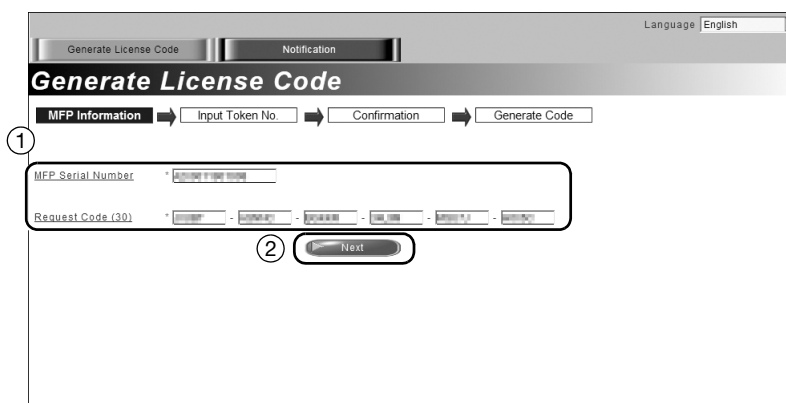 Language English
Generate License Code Notification
Generate License Code
MFP Information Input Token No. Confirmation Generate Code
1
MFP Serial Number *
Request Code (30) * - - - - -
2 Next